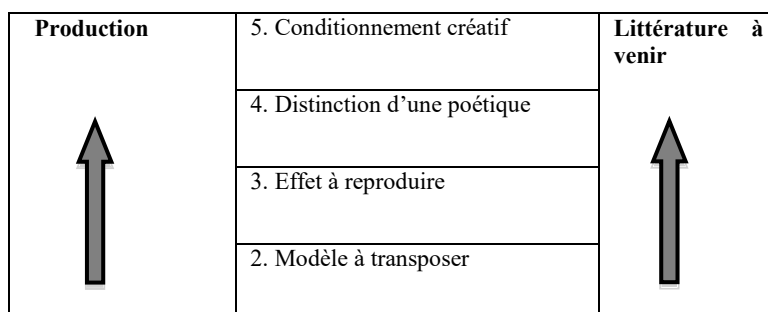 Production
5. Conditionnement créatif
Littérature à
venir
4. Distinction d’une poétique
3. Effet à reproduire
2. Modèle à transposer